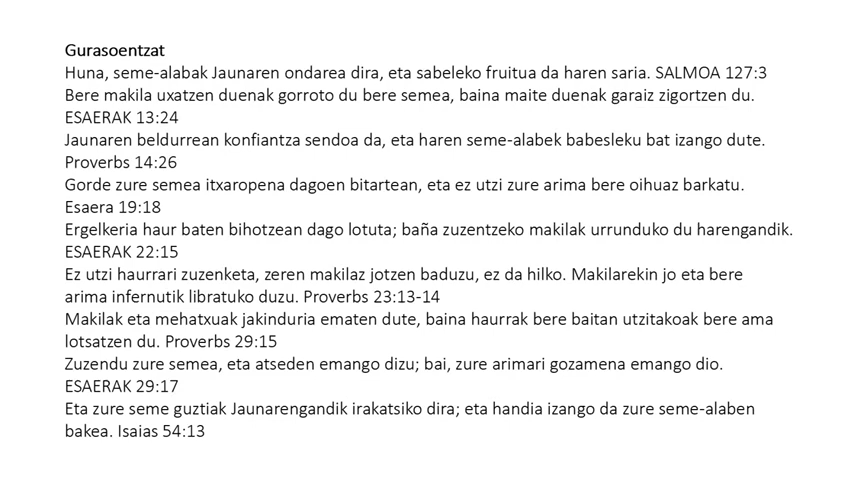 Gurasoentzat
Huna, seme-alabak Jaunaren ondarea dira, eta sabeleko fruitua da haren saria. SALMOA 127:3
Bere makila uxatzen duenak gorroto du bere semea, baina maite duenak garaiz zigortzen du.
ESAERAK 13:24
Jaunaren beldurrean konfiantza sendoa da, eta haren seme-alabek babesleku bat izango dute.
Proverbs 14:26
Gorde zure semea itxaropena dagoen bitartean, eta ez utzi zure arima bere oihuaz barkatu.
Esaera 19:18
Ergelkeria haur baten bihotzean dago lotuta; baña zuzentzeko makilak urrunduko du harengandik.
ESAERAK 22:15
Ez utzi haurrari zuzenketa, zeren makilaz jotzen baduzu, ez da hilko. Makilarekin jo eta bere
arima infernutik libratuko duzu. Proverbs 23:13-14
Makilak eta mehatxuak jakinduria ematen dute, baina haurrak bere baitan utzitakoak bere ama
lotsatzen du. Proverbs 29:15
Zuzendu zure semea, eta atseden emango dizu; bai, zure arimari gozamena emango dio.
ESAERAK 29:17
Eta zure seme guztiak Jaunarengandik irakatsiko dira; eta handia izango da zure seme-alaben
bakea. Isaias 54:13